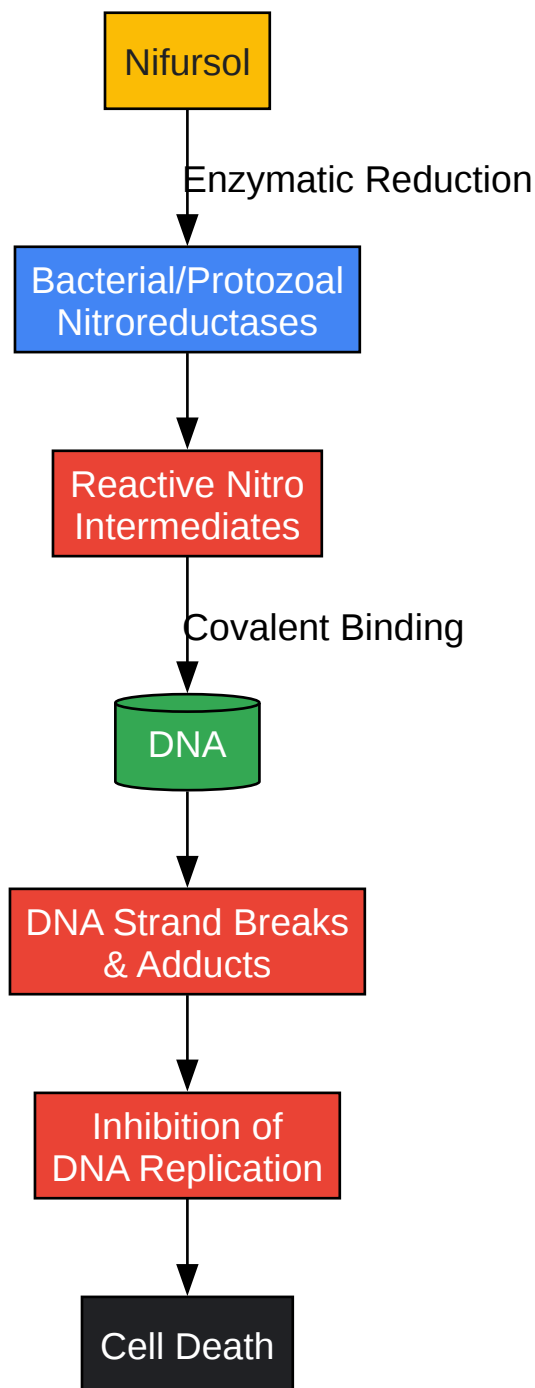 Nifursol
Enzymatic Reduction
Bacterial/Protozoal
Nitroreductases
Reactive Nitro
Intermediates
Covalent Binding
DNA
DNA Strand Breaks
& Adducts
Inhibition of
DNA Replication
Cell Death